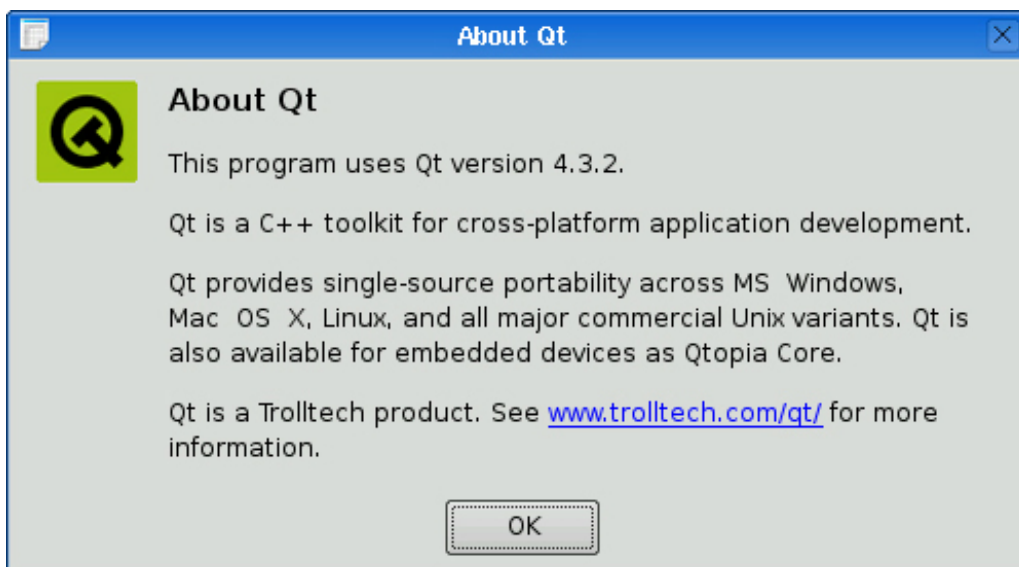 About Qt
About Qt
This program uses Qt version 4.3.2.
Qt is a C++ toolkit for cross-platform application development.
Qt provides single-source portability across MS Windows,
Mac OS X, Linux, and all major commercial Unix variants. Qt is
also available for embedded devices as Qtopia Core.
Qt is a Trolltech product. See www.trolltech.com/qt/ for more
information.
OK